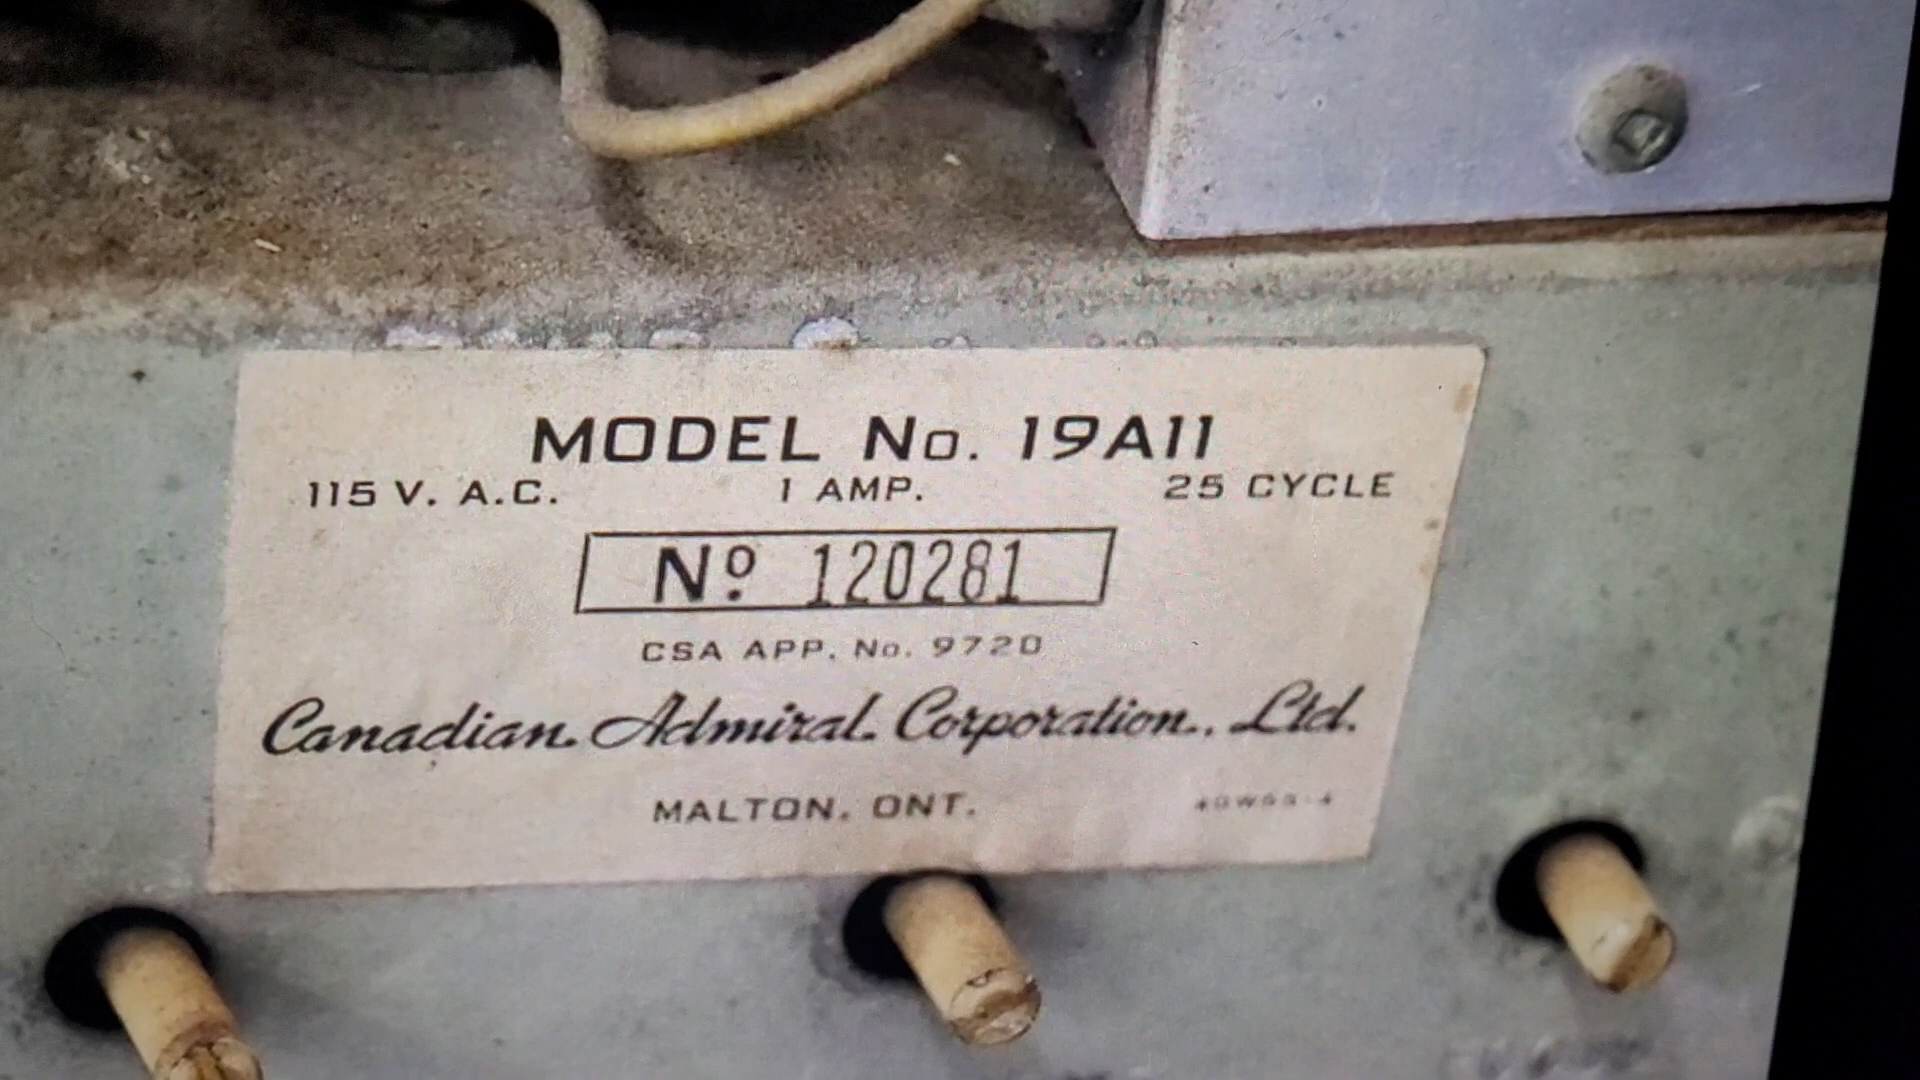 MODEL No. 19A11
115 V. A.C. 1 AMP. 25 CYCLE
Nº 120281
CSA APP. No. 9720
Canadian Admiral Corporation, Ltd.
MALTON, ONT.